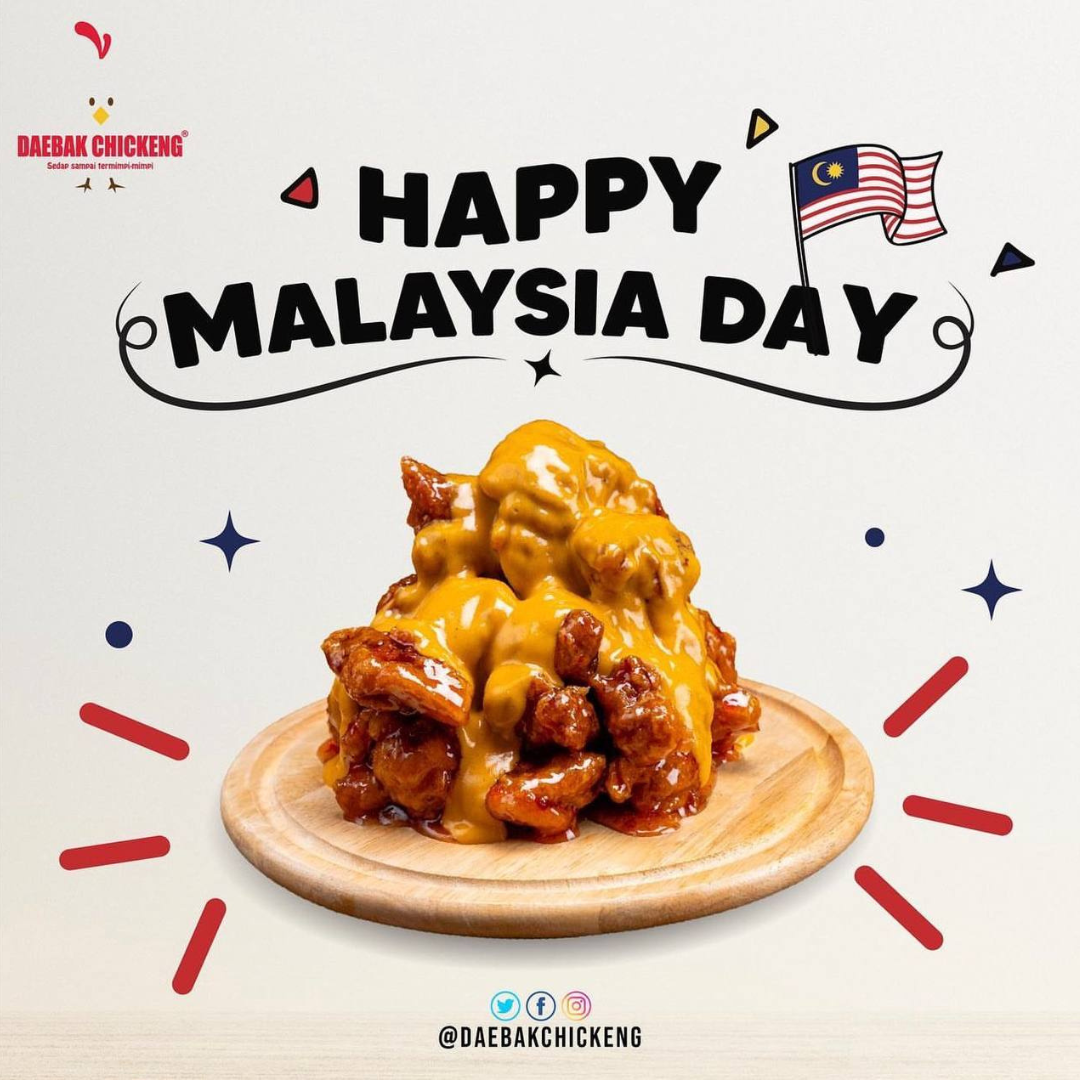 DAEBAK CHICKENG®
Sedap sampai termimpi-mimpi
HAPPY
MALAYSIA DAY
@DAEBAKCHICKENG